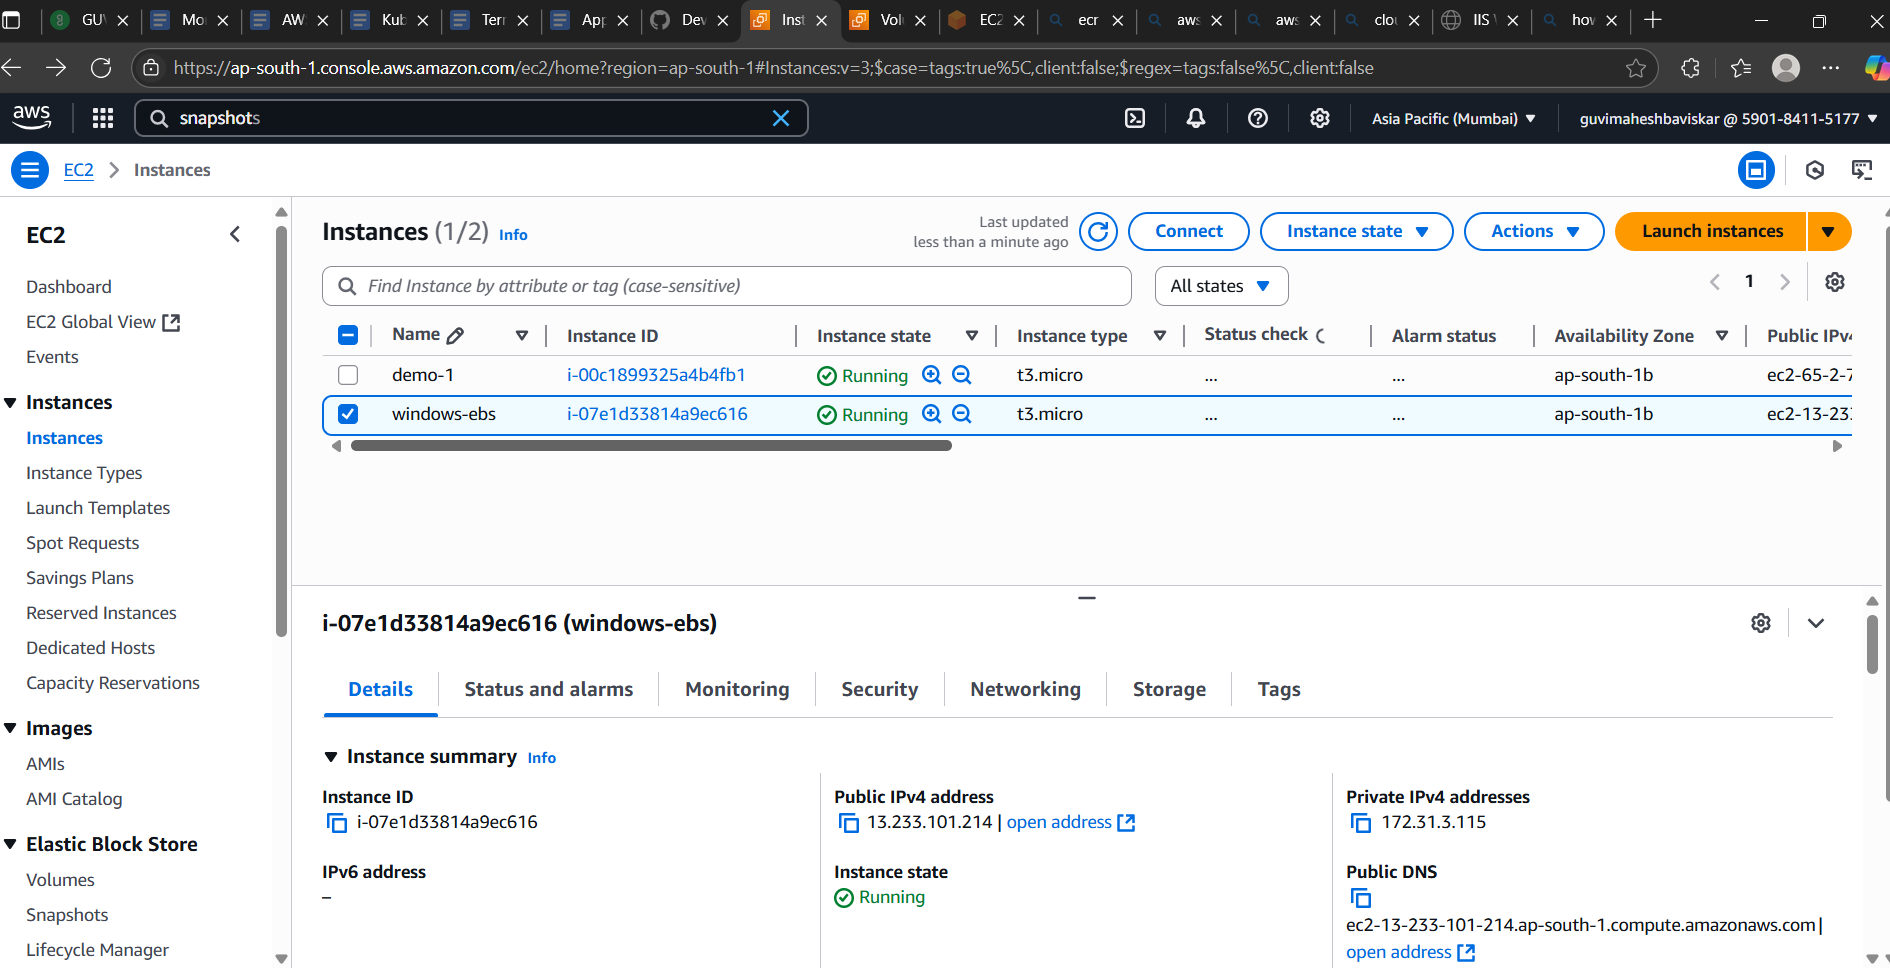 GU
Mo
AW
Kub
Terr
App
Dev
Inst
Volu
EC2
ecr
aws
aws
clou
IIS
how
https://ap-south-1.console.aws.amazon.com/ec2/home?region=ap-south-1#Instances:v=3;$case=tags:true%5C,client:false;$regex=tags:false%5C,client:false
aws
snapshots
Asia Pacific (Mumbai)
guvimaheshbaviskar @ 5901-8411-5177
EC2
Instances
EC2
Dashboard
EC2 Global View
Events
Instances
Instances
Instance Types
Launch Templates
Spot Requests
Savings Plans
Reserved Instances
Dedicated Hosts
Capacity Reservations
Images
AMIs
AMI Catalog
Elastic Block Store
Volumes
Snapshots
Lifecycle Manager
Instances (1/2) Info
Last updated
less than a minute ago
Connect
Instance state
Actions
Launch instances
Find Instance by attribute or tag (case-sensitive)
All states
1
Name Instance ID Instance state Instance type Status check Alarm status Availability Zone Public IPv4
demo-1 i-00c1899325a4b4fb1 Running t3.micro ... ... ap-south-1b ec2-65-2-7
windows-ebs i-07e1d33814a9ec616 Running t3.micro ... ... ap-south-1b ec2-13-233
i-07e1d33814a9ec616 (windows-ebs)
Details Status and alarms Monitoring Security Networking Storage Tags
Instance summary Info
Instance ID
i-07e1d33814a9ec616
Public IPv4 address
13.233.101.214 | open address
Private IPv4 addresses
172.31.3.115
IPv6 address
–
Instance state
Running
Public DNS
ec2-13-233-101-214.ap-south-1.compute.amazonaws.com |
open address